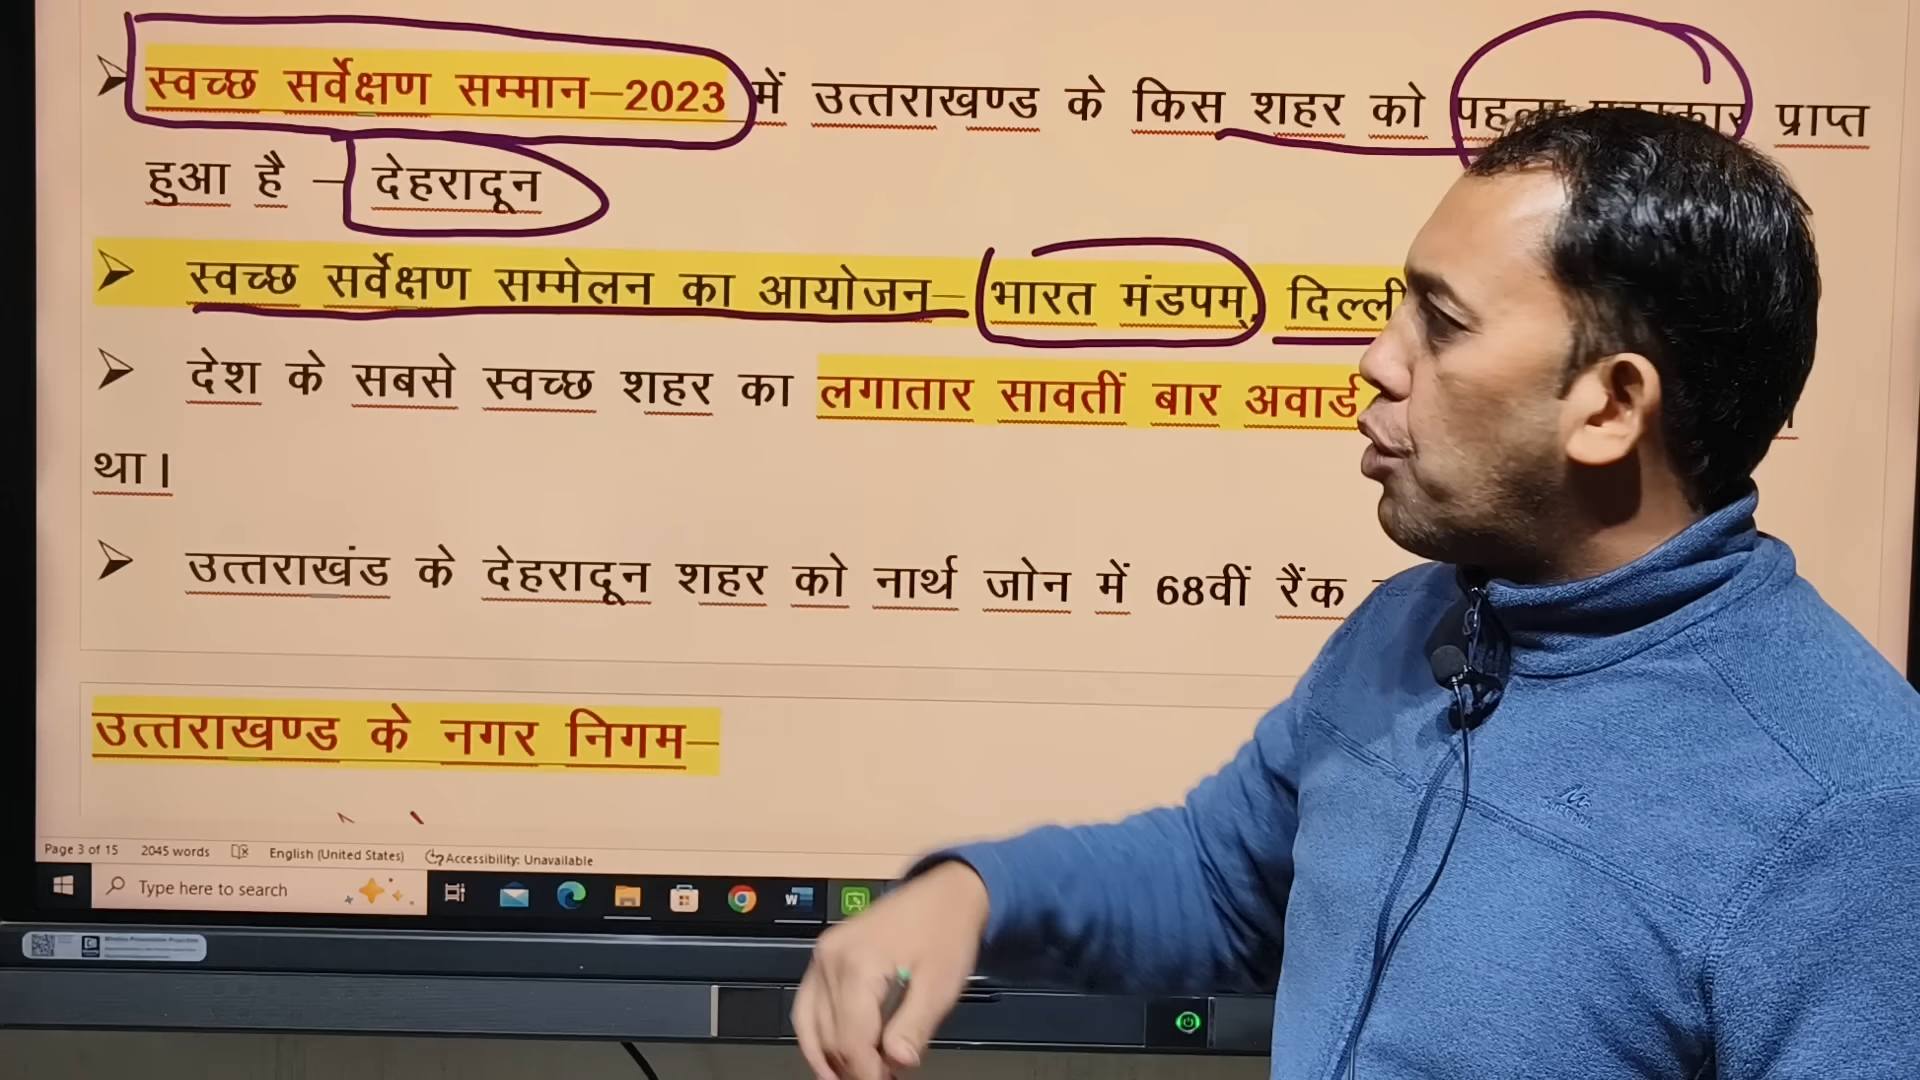 स्वच्छ सर्वेक्षण सम्मान–2023 में उत्तराखण्ड के किस शहर को पहला पुरस्कार प्राप्त
हुआ है – देहरादून
स्वच्छ सर्वेक्षण सम्मेलन का आयोजन– भारत मंडपम्, दिल्ली
देश के सबसे स्वच्छ शहर का लगातार सावतीं बार अवार्ड
था।
उत्तराखंड के देहरादून शहर को नार्थ जोन में 68वीं रैंक
उत्तराखण्ड के नगर निगम–
Page 3 of 15 2045 words English (United States) Accessibility: Unavailable
Type here to search